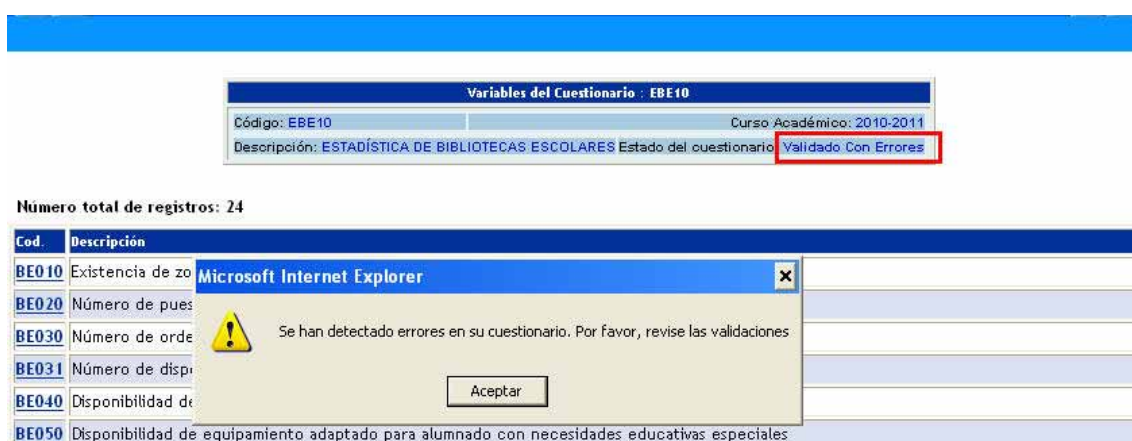 Variables del Cuestionario : EBE10
Código: EBE10 Curso Académico: 2010-2011
Descripción: ESTADÍSTICA DE BIBLIOTECAS ESCOLARES Estado del cuestionario Validado Con Errores
Número total de registros: 24
Cod. Descripción
BE010 Existencia de zo
Microsoft Internet Explorer
BE020 Número de pues
Se han detectado errores en su cuestionario. Por favor, revise las validaciones
BE030 Número de orde
BE031 Número de disp
Aceptar
BE040 Disponibilidad de
BE050 Disponibilidad de equipamiento adaptado para alumnado con necesidades educativas especiales